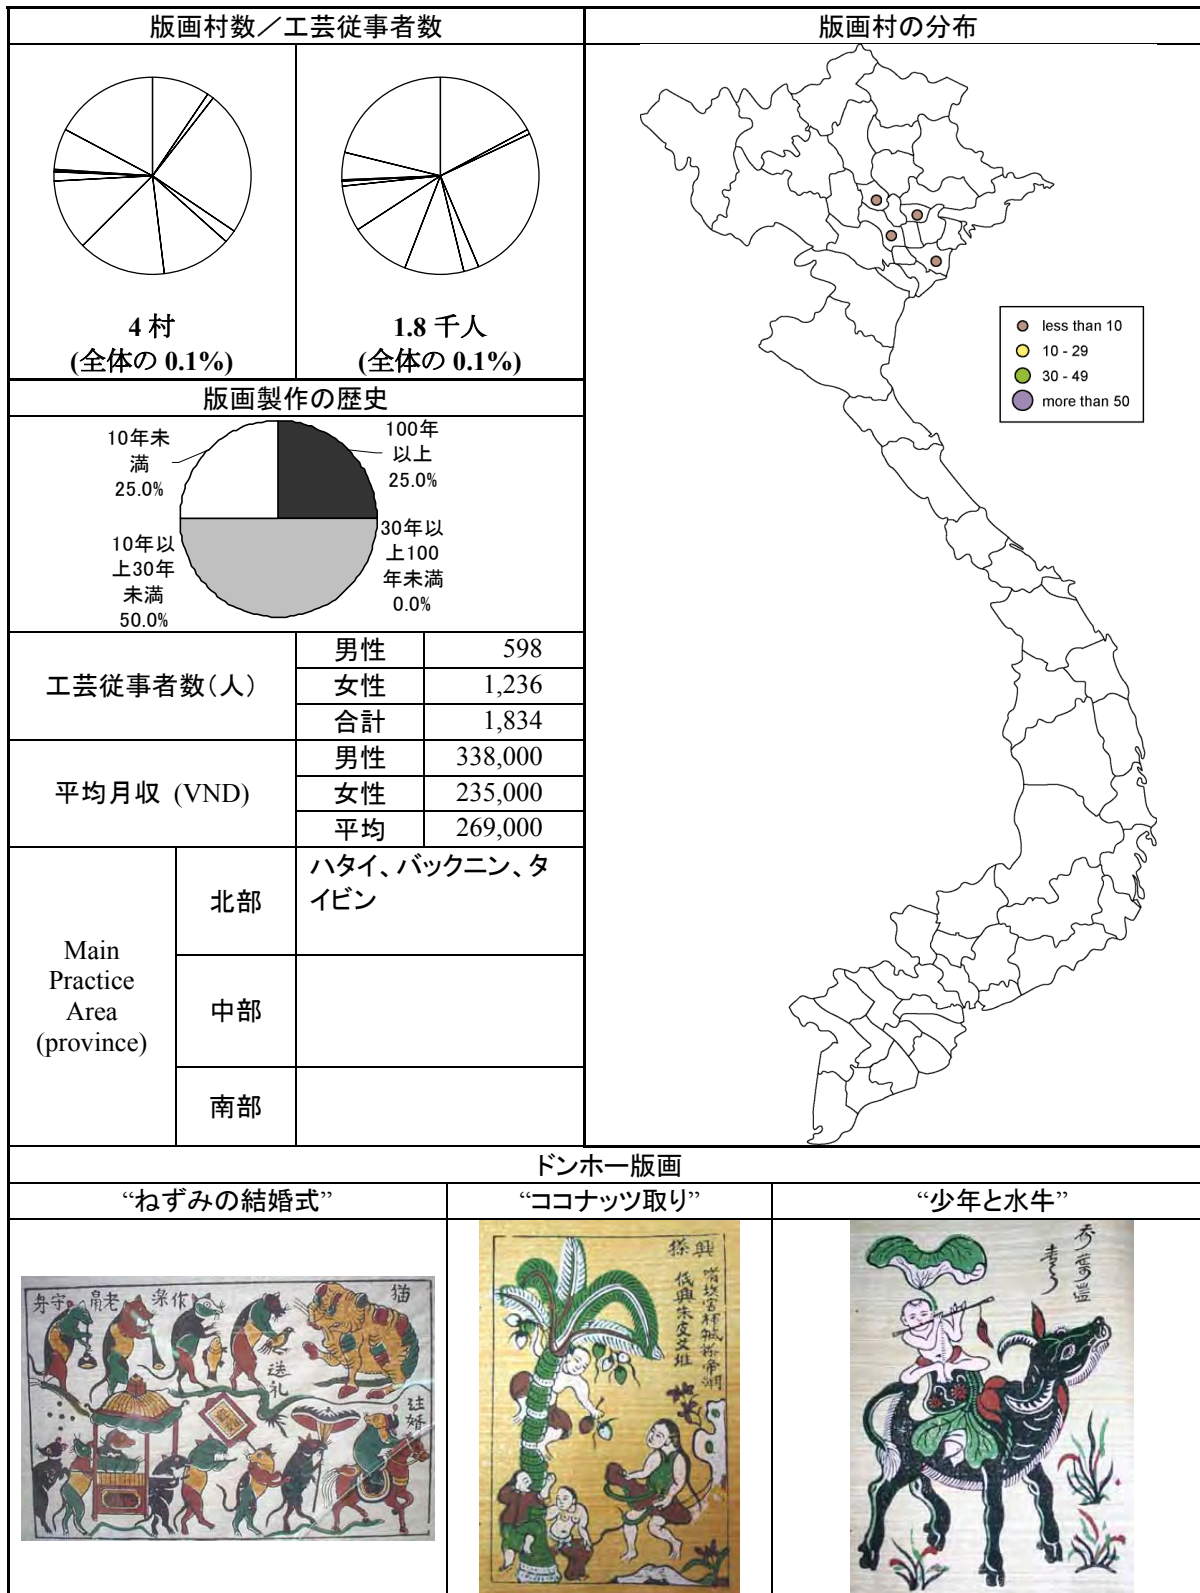 版画村数／工芸従事者数
版画村の分布
4 村
(全体の 0.1%)
1.8 千人
(全体の 0.1%)
less than 10
10 - 29
30 - 49
more than 50
版画製作の歴史
10年未
満
25.0%
100年
以上
25.0%
10年以
上30年
未満
50.0%
30年以
上100
年未満
0.0%
工芸従事者数(人)
男性 598
女性 1,236
合計 1,834
平均月収 (VND)
男性 338,000
女性 235,000
平均 269,000
Main
Practice
Area
(province)
北部
ハタイ、バックニン、タ
イビン
中部
南部
ドンホー版画
“ねずみの結婚式”
“ココナッツ取り”
“少年と水牛”
猫
作楽
老鼠
守身
送礼